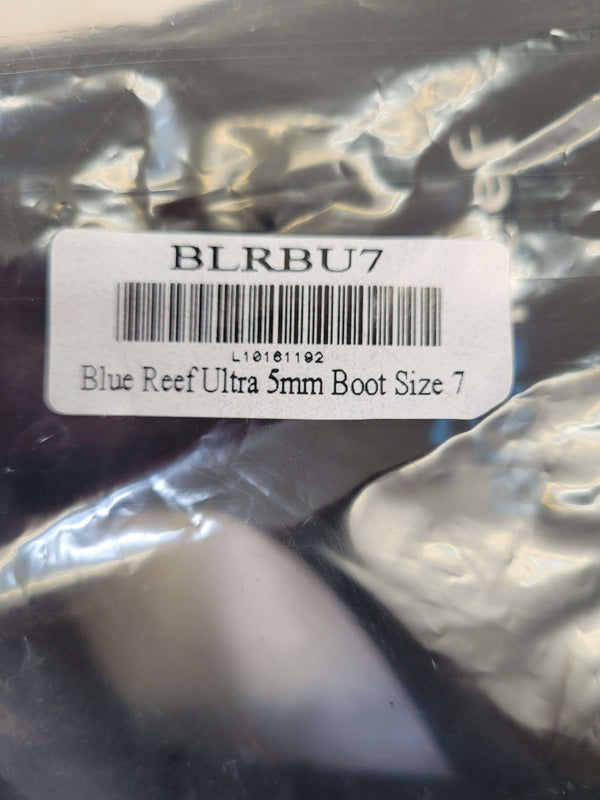 BLRBU7
L10161192
Blue Reef Ultra 5mm Boot Size 7